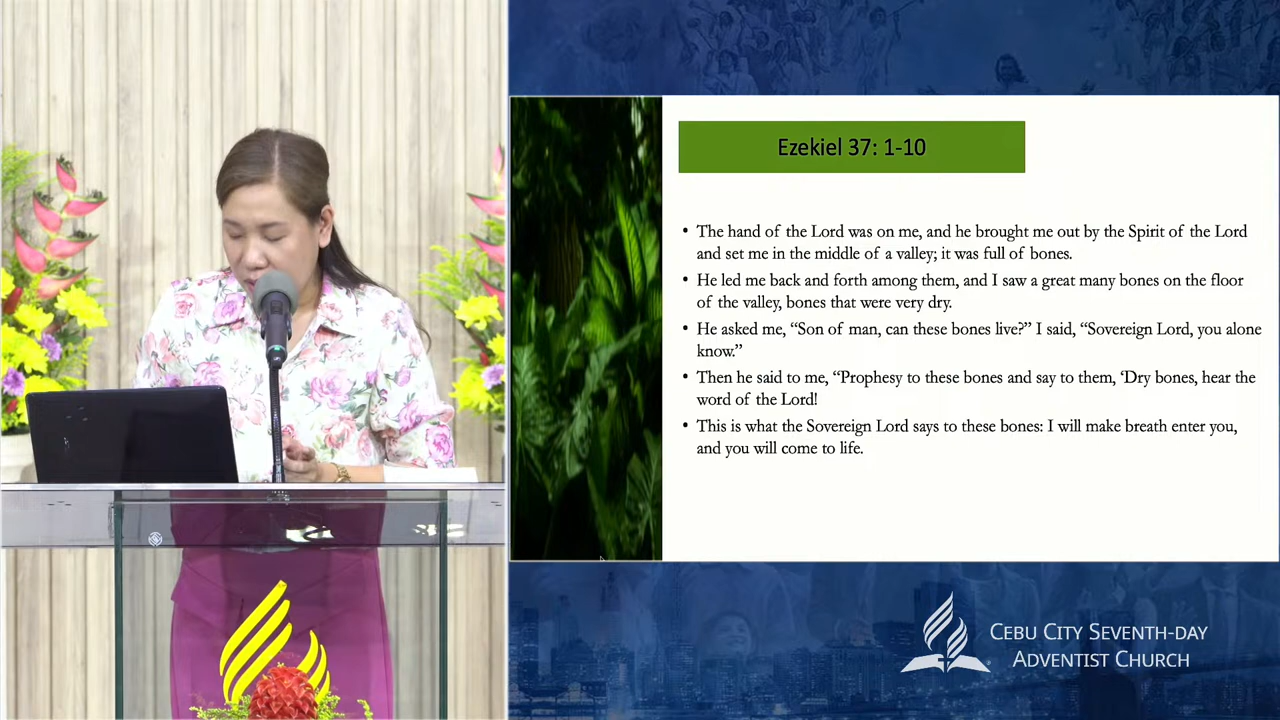 Ezekiel 37: 1-10
• The hand of the Lord was on me, and he brought me out by the Spirit of the Lord
and set me in the middle of a valley; it was full of bones.
• He led me back and forth among them, and I saw a great many bones on the floor
of the valley, bones that were very dry.
• He asked me, “Son of man, can these bones live?” I said, “Sovereign Lord, you alone
know.”
• Then he said to me, “Prophesy to these bones and say to them, ‘Dry bones, hear the
word of the Lord!
• This is what the Sovereign Lord says to these bones: I will make breath enter you,
and you will come to life.
CEBU CITY SEVENTH-DAY
ADVENTIST CHURCH